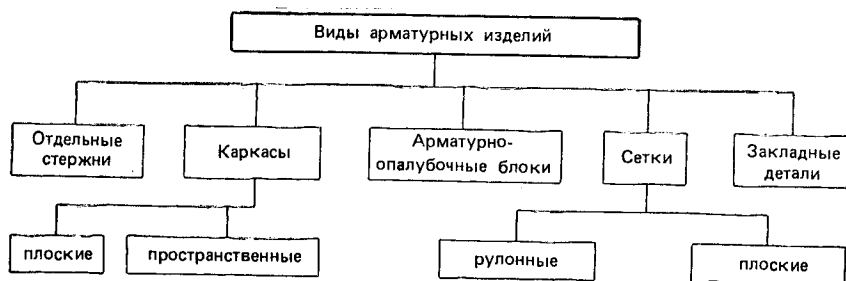 Виды арматурных изделий
Отдельные
стержни
Каркасы
Арматурно-
опалубочные блоки
Сетки
Закладные
детали
плоские
пространственные
рулонные
плоские